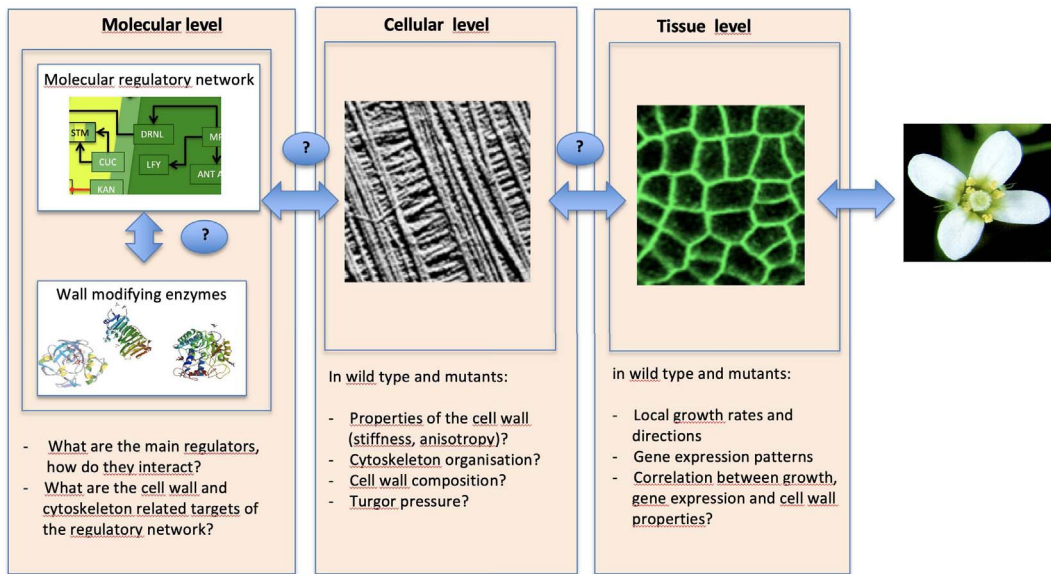 Molecular level
Molecular regulatory network
STM
DRNL
CUC
LFY
KAN
?
?
Wall modifying enzymes
- What are the main regulators,
how do they interact?
- What are the cell wall and
cytoskeleton related targets of
the regulatory network?
Cellular level
?
In wild type and mutants:
- Properties of the cell wall
(stiffness, anisotropy)?
- Cytoskeleton organisation?
- Cell wall composition?
- Turgor pressure?
Tissue level
in wild type and mutants:
- Local growth rates and
directions
- Gene expression patterns
- Correlation between growth,
gene expression and cell wall
properties?